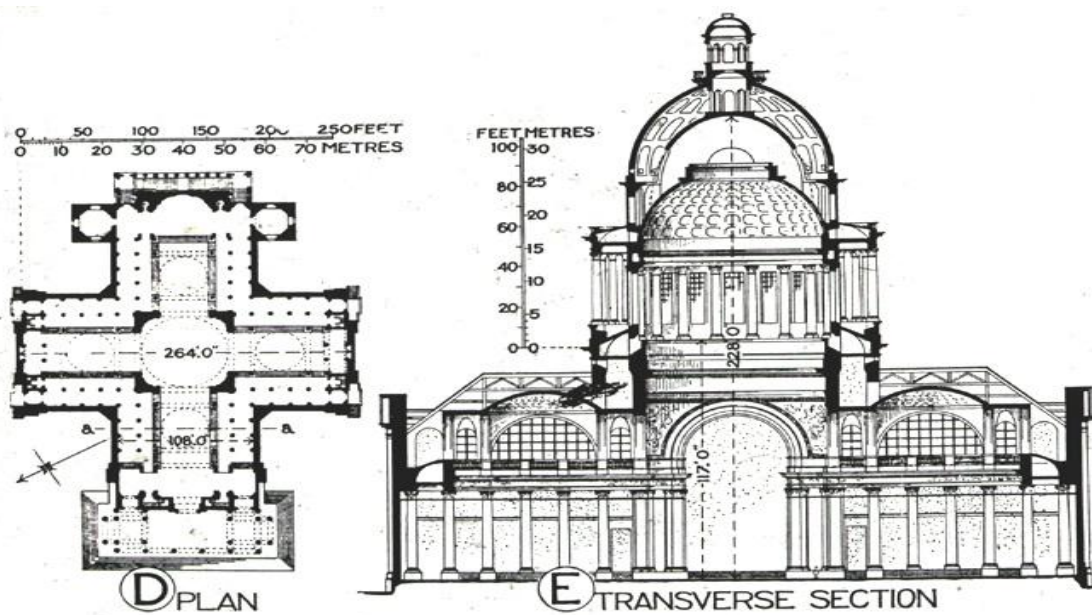 0 50 100 150 200 250 FEET
0 10 20 30 40 50 60 70 METRES
FEET METRES
100 30
80 25
60 20
15
40 10
20 5
0 0
264'.0"
a a
108'.0"
228'.0"
117'.0"
D PLAN
E TRANSVERSE SECTION